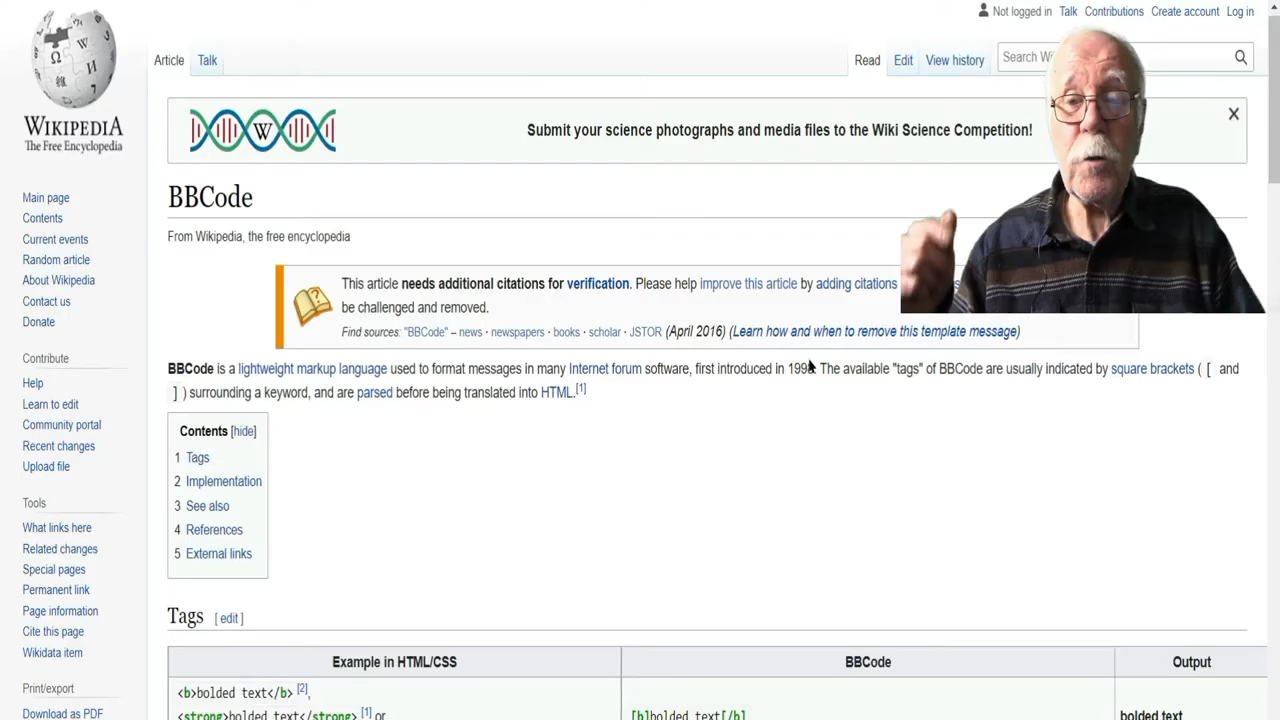 Not logged in Talk Contributions Create account Log in
Article Talk Read Edit View history Search
WIKIPEDIA
The Free Encyclopedia
Submit your science photographs and media files to the Wiki Science Competition!
Main page
Contents
Current events
Random article
About Wikipedia
Contact us
Donate
Contribute
Help
Learn to edit
Community portal
Recent changes
Upload file
Tools
What links here
Related changes
Special pages
Permanent link
Page information
Cite this page
Wikidata item
Print/export
Download as PDF
BBCode
From Wikipedia, the free encyclopedia
This article needs additional citations for verification. Please help improve this article by adding citations
be challenged and removed.
Find sources: "BBCode" – news · newspapers · books · scholar · JSTOR (April 2016) (Learn how and when to remove this template message)
BBCode is a lightweight markup language used to format messages in many Internet forum software, first introduced in The available "tags" of BBCode are usually indicated by square brackets ( [ and
] ) surrounding a keyword, and are parsed before being translated into HTML.[1]
Contents [hide]
1 Tags
2 Implementation
3 See also
4 References
5 External links
Tags [ edit ]
Example in HTML/CSS BBCode Output
<b>bolded text</b> [2],
<strong>bolded text</strong> [1] or [b]bolded text[/b] bolded text